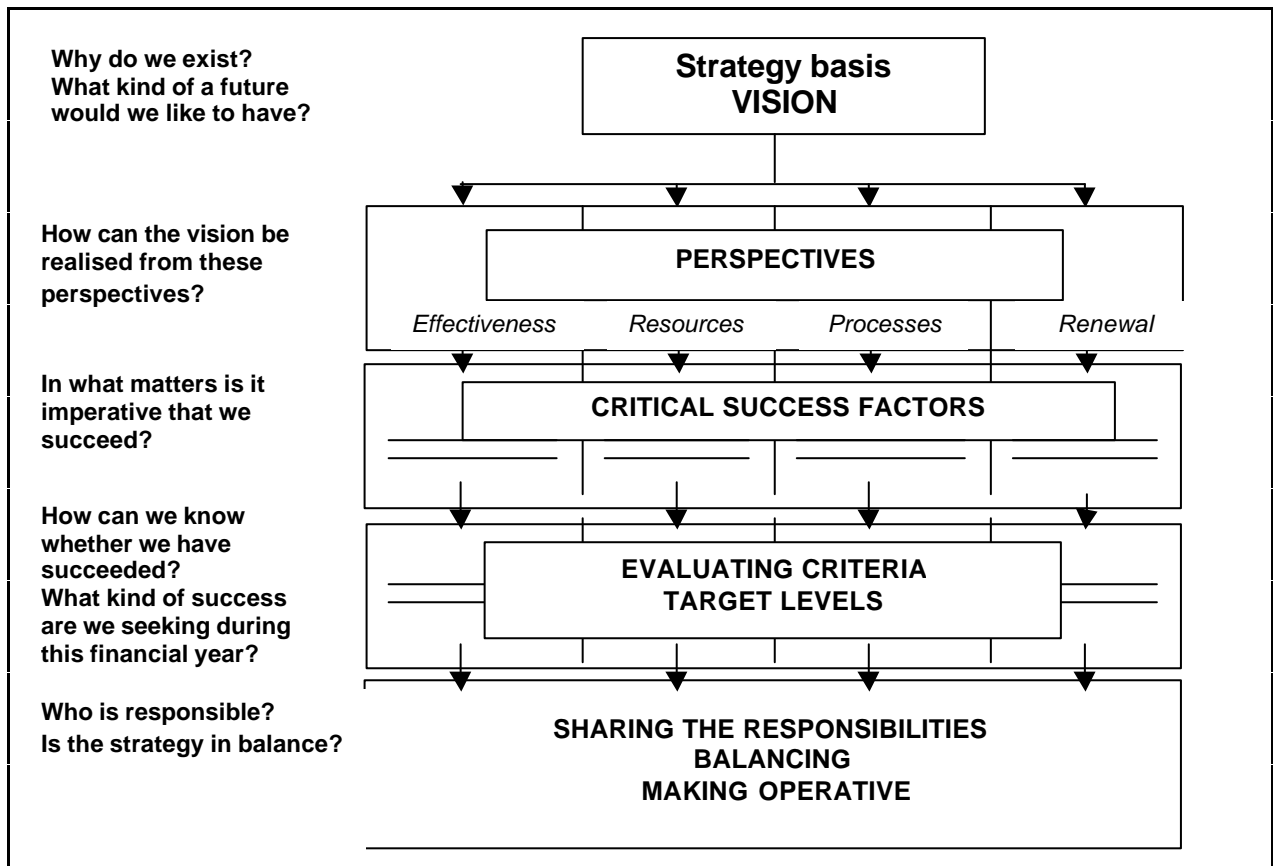 Why do we exist?
What kind of a future
would we like to have?
Strategy basis
VISION
How can the vision be
realised from these
perspectives?
PERSPECTIVES
Effectiveness Resources Processes Renewal
In what matters is it
imperative that we
succeed?
CRITICAL SUCCESS FACTORS
How can we know
whether we have
succeeded?
What kind of success
are we seeking during
this financial year?
EVALUATING CRITERIA
TARGET LEVELS
Who is responsible?
Is the strategy in balance?
SHARING THE RESPONSIBILITIES
BALANCING
MAKING OPERATIVE